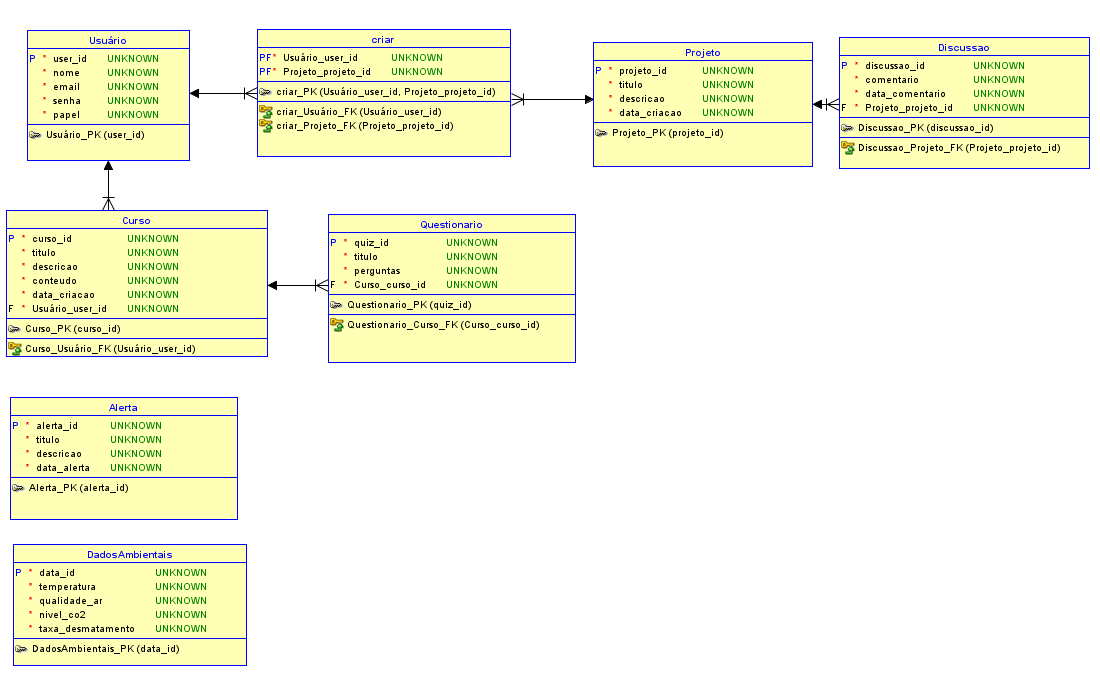 Usuário
P * user_id UNKNOWN
* nome UNKNOWN
* email UNKNOWN
* senha UNKNOWN
* papel UNKNOWN
Usuário_PK (user_id)
criar
PF* Usuário_user_id UNKNOWN
PF* Projeto_projeto_id UNKNOWN
criar_PK (Usuário_user_id, Projeto_projeto_id)
criar_Usuário_FK (Usuário_user_id)
criar_Projeto_FK (Projeto_projeto_id)
Projeto
P * projeto_id UNKNOWN
* titulo UNKNOWN
* descricao UNKNOWN
* data_criacao UNKNOWN
Projeto_PK (projeto_id)
Discussao
P * discussao_id UNKNOWN
* comentario UNKNOWN
* data_comentario UNKNOWN
F * Projeto_projeto_id UNKNOWN
Discussao_PK (discussao_id)
Discussao_Projeto_FK (Projeto_projeto_id)
Curso
P * curso_id UNKNOWN
* titulo UNKNOWN
* descricao UNKNOWN
* conteudo UNKNOWN
* data_criacao UNKNOWN
F * Usuário_user_id UNKNOWN
Curso_PK (curso_id)
Curso_Usuário_FK (Usuário_user_id)
Questionario
P * quiz_id UNKNOWN
* titulo UNKNOWN
* perguntas UNKNOWN
F * Curso_curso_id UNKNOWN
Questionario_PK (quiz_id)
Questionario_Curso_FK (Curso_curso_id)
Alerta
P * alerta_id UNKNOWN
* titulo UNKNOWN
* descricao UNKNOWN
* data_alerta UNKNOWN
Alerta_PK (alerta_id)
DadosAmbientais
P * data_id UNKNOWN
* temperatura UNKNOWN
* qualidade_ar UNKNOWN
* nivel_co2 UNKNOWN
* taxa_desmatamento UNKNOWN
DadosAmbientais_PK (data_id)